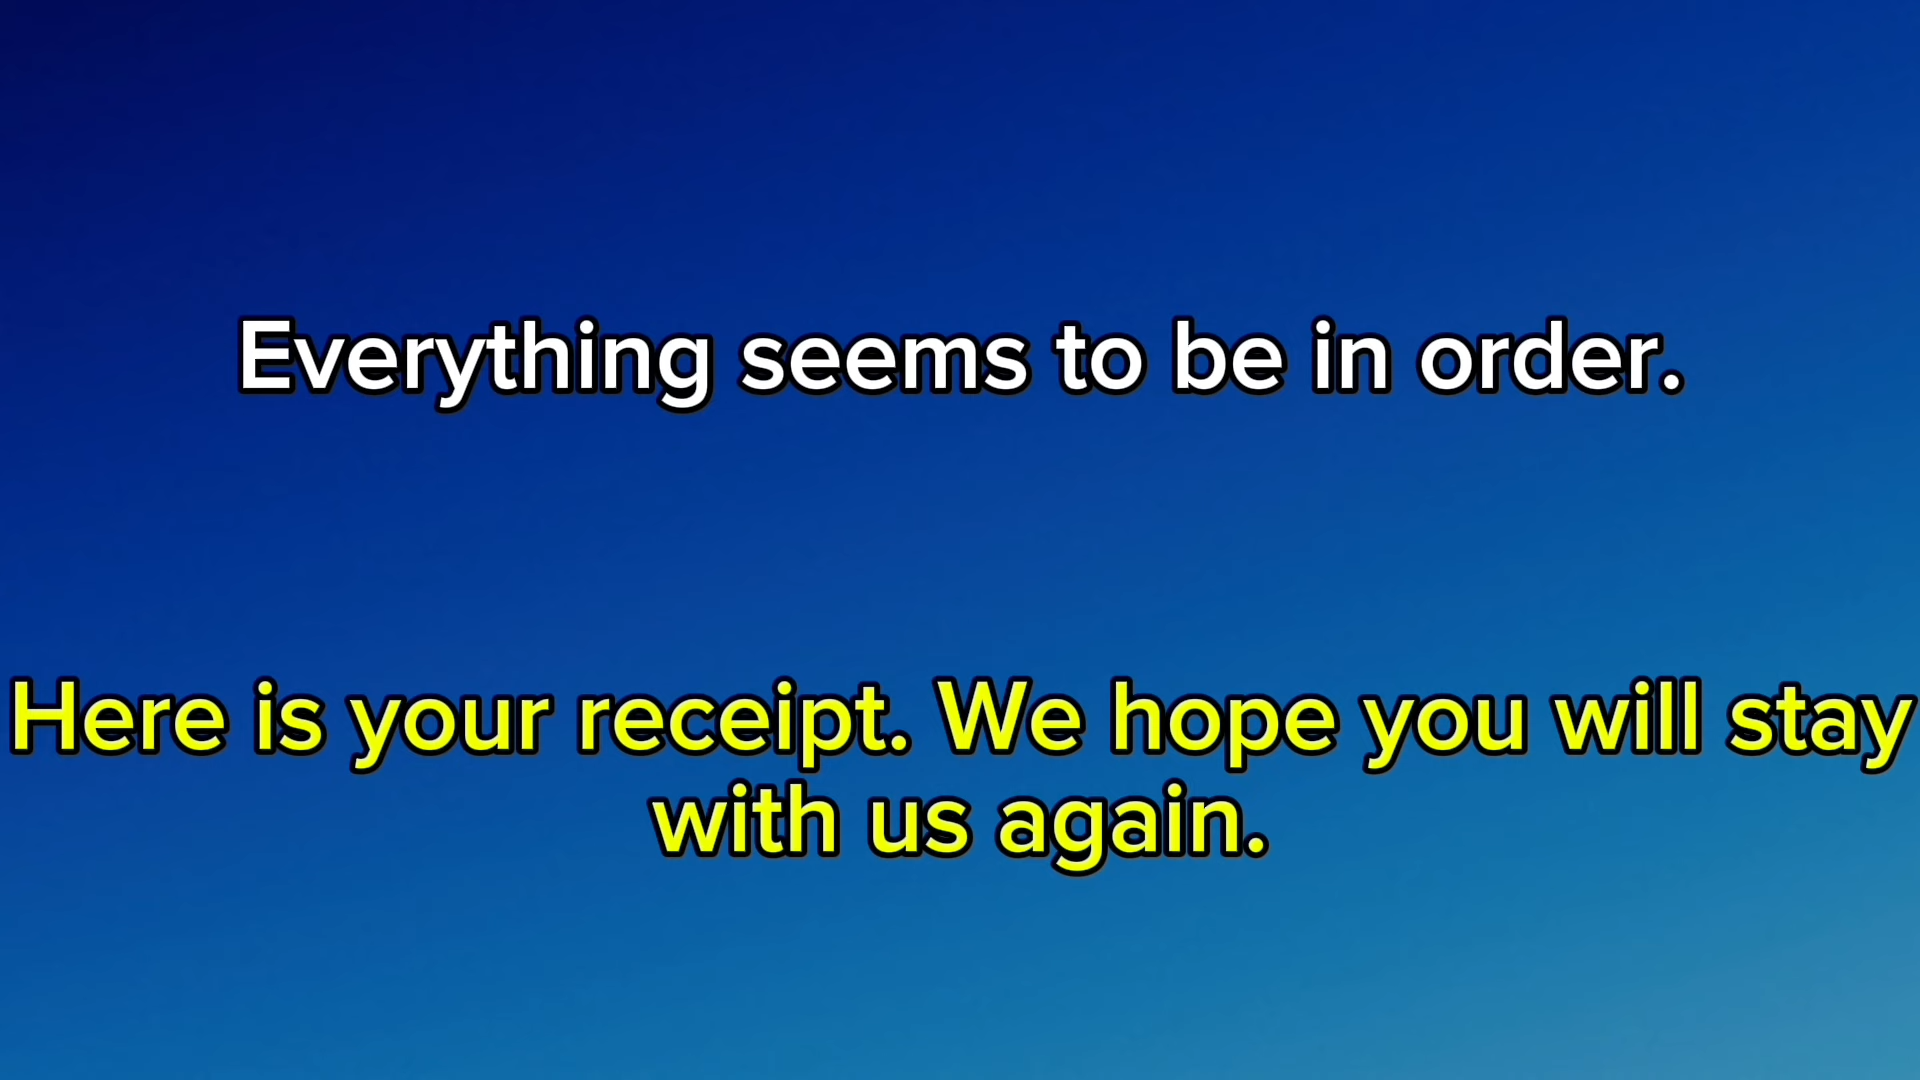 Everything seems to be in order.
Here is your receipt. We hope you will stay
with us again.